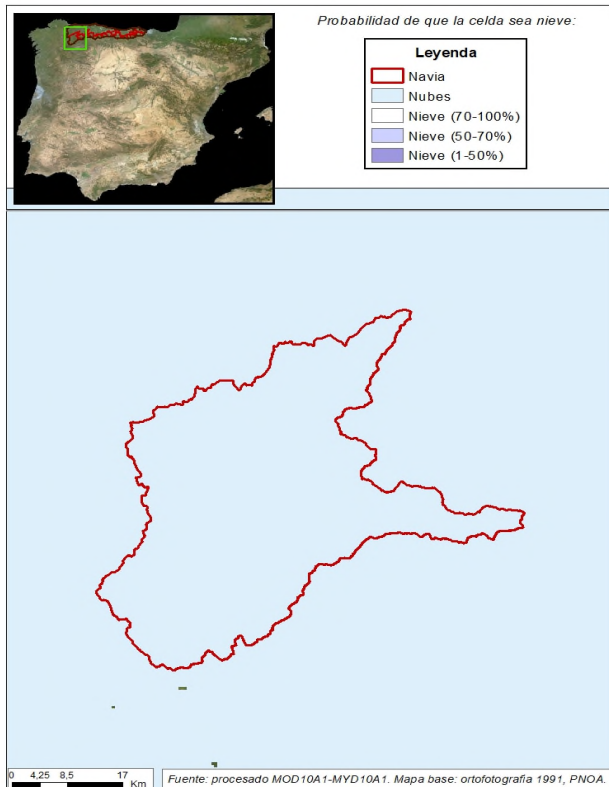 Probabilidad de que la celda sea nieve:
Leyenda
Navia
Nubes
Nieve (70-100%)
Nieve (50-70%)
Nieve (1-50%)
0 4,25 8,5 17
Km
Fuente: procesado MOD10A1-MYD10A1. Mapa base: ortofotografía 1991, PNOA.